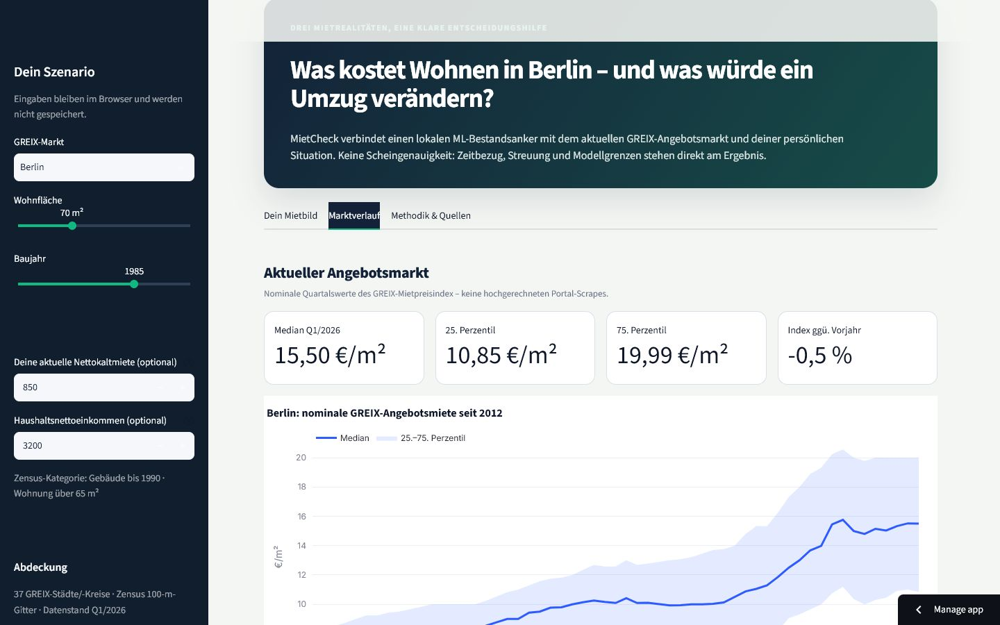 Dein Szenario
Eingaben bleiben im Browser und werden
nicht gespeichert.
GREIX-Markt
Berlin
Wohnfläche
70 m²
Baujahr
1985
Deine aktuelle Nettokaltmiete (optional)
850
Haushaltsnettoeinkommen (optional)
3200
Zensus-Kategorie: Gebäude bis 1990 ·
Wohnung über 65 m²
Abdeckung
37 GREIX-Städte/-Kreise · Zensus 100-m-
Gitter · Datenstand Q1/2026
DREI MIETREALITÄTEN, EINE KLARE ENTSCHEIDUNGSHILFE
Was kostet Wohnen in Berlin – und was würde ein
Umzug verändern?
MietCheck verbindet einen lokalen ML-Bestandsanker mit dem aktuellen GREIX-Angebotsmarkt und deiner persönlichen
Situation. Keine Scheingenauigkeit: Zeitbezug, Streuung und Modellgrenzen stehen direkt am Ergebnis.
Dein Mietbild Marktverlauf Methodik & Quellen
Aktueller Angebotsmarkt
Nominale Quartalswerte des GREIX-Mietpreisindex – keine hochgerechneten Portal-Scrapes.
Median Q1/2026
15,50 €/m²
25. Perzentil
10,85 €/m²
75. Perzentil
19,99 €/m²
Index ggü. Vorjahr
-0,5 %
Berlin: nominale GREIX-Angebotsmiete seit 2012
Median 25.–75. Perzentil
20
18
16
14
12
10
€/m²
Manage app